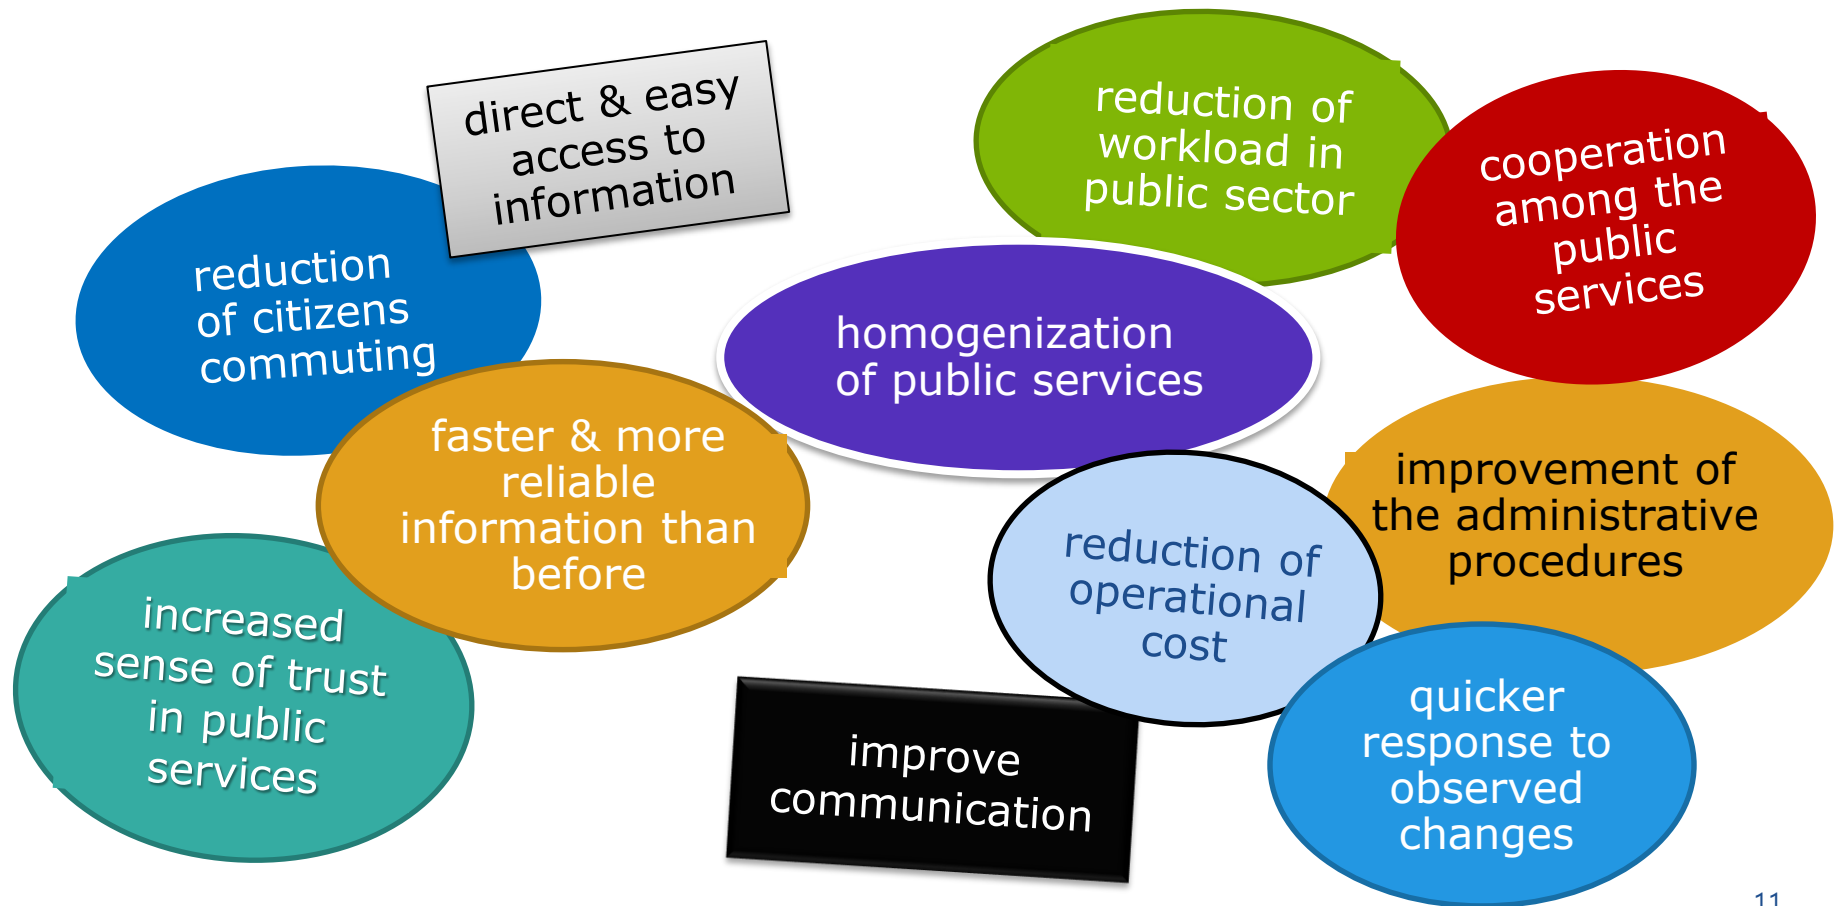 direct & easy
access to
information
reduction of
workload in
public sector
cooperation
among the
public
services
reduction
of citizens
commuting
homogenization
of public services
faster & more
reliable
information than
before
improvement of
the administrative
procedures
reduction of
operational
cost
increased
sense of trust
in public
services
improve
communication
quicker
response to
observed
changes
11